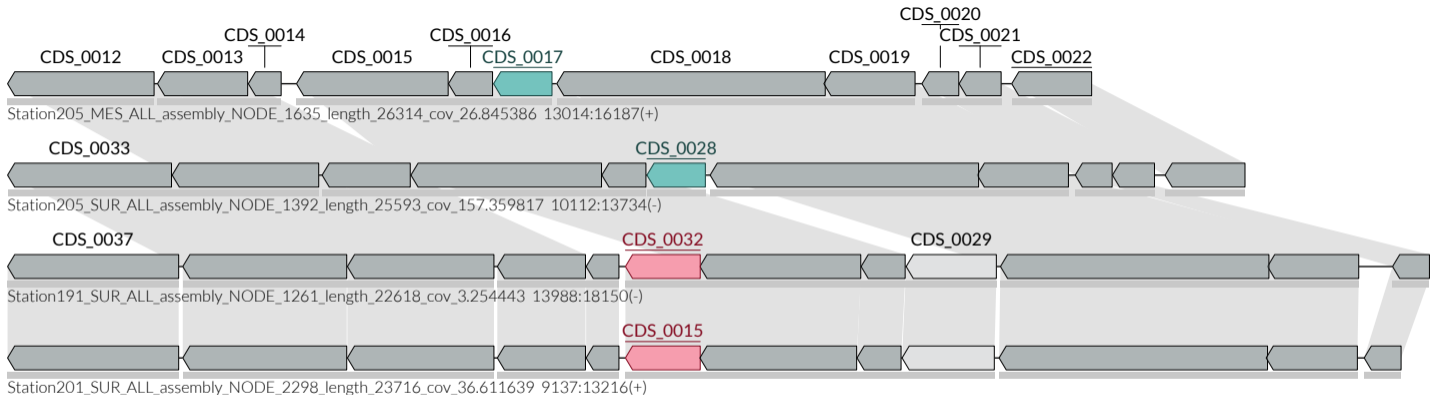 CDS_0020
CDS_0014 CDS_0016 CDS_0021
CDS_0012 CDS_0013 CDS_0015 CDS_0017 CDS_0018 CDS_0019 CDS_0022
Station205_MES_ALL_assembly_NODE_1635_length_26314_cov_26.845386 13014:16187(+)
CDS_0033 CDS_0028
Station205_SUR_ALL_assembly_NODE_1392_length_25593_cov_157.359817 10112:13734(-)
CDS_0037 CDS_0032 CDS_0029
Station191_SUR_ALL_assembly_NODE_1261_length_22618_cov_3.254443 13988:18150(-)
CDS_0015
Station201_SUR_ALL_assembly_NODE_2298_length_23716_cov_36.611639 9137:13216(+)